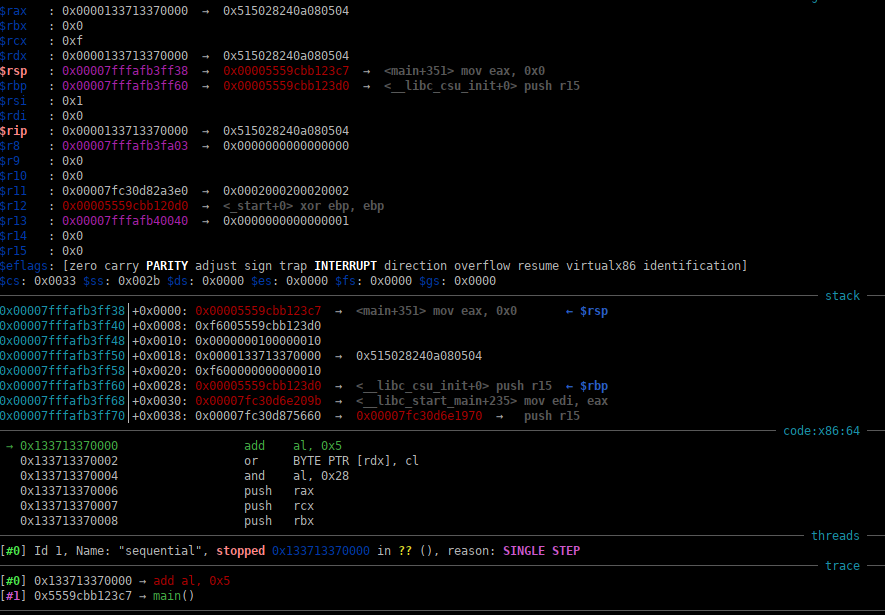 $rax   : 0x0000133713370000  →  0x515028240a080504
$rbx   : 0x0
$rcx   : 0xf
$rdx   : 0x0000133713370000  →  0x515028240a080504
$rsp   : 0x00007fffafb3ff38  →  0x00005559cbb123c7  →  <main+351> mov eax, 0x0
$rbp   : 0x00007fffafb3ff60  →  0x00005559cbb123d0  →  <__libc_csu_init+0> push r15
$rsi   : 0x1
$rdi   : 0x0
$rip   : 0x0000133713370000  →  0x515028240a080504
$r8    : 0x00007fffafb3fa03  →  0x0000000000000000
$r9    : 0x0
$r10   : 0x0
$r11   : 0x00007fc30d82a3e0  →  0x0002000200020002
$r12   : 0x00005559cbb120d0  →  <_start+0> xor ebp, ebp
$r13   : 0x00007fffafb40040  →  0x0000000000000001
$r14   : 0x0
$r15   : 0x0
$eflags: [zero carry PARITY adjust sign trap INTERRUPT direction overflow resume virtualx86 identification]
$cs: 0x0033 $ss: 0x002b $ds: 0x0000 $es: 0x0000 $fs: 0x0000 $gs: 0x0000
stack
0x00007fffafb3ff38│+0x0000: 0x00005559cbb123c7  →  <main+351> mov eax, 0x0	 ← $rsp
0x00007fffafb3ff40│+0x0008: 0xf6005559cbb123d0
0x00007fffafb3ff48│+0x0010: 0x0000000100000010
0x00007fffafb3ff50│+0x0018: 0x0000133713370000  →  0x515028240a080504
0x00007fffafb3ff58│+0x0020: 0xf600000000000010
0x00007fffafb3ff60│+0x0028: 0x00005559cbb123d0  →  <__libc_csu_init+0> push r15	 ← $rbp
0x00007fffafb3ff68│+0x0030: 0x00007fc30d6e209b  →  <__libc_start_main+235> mov edi, eax
0x00007fffafb3ff70│+0x0038: 0x00007fc30d875660  →  0x00007fc30d6e1970  →   push r15
code:x86:64
→ 0x133713370000                  add    al, 0x5
0x133713370002                  or     BYTE PTR [rdx], cl
0x133713370004                  and    al, 0x28
0x133713370006                  push   rax
0x133713370007                  push   rcx
0x133713370008                  push   rbx
threads
[#0] Id 1, Name: "sequential", stopped 0x133713370000 in ?? (), reason: SINGLE STEP
trace
[#0] 0x133713370000 → add al, 0x5
[#1] 0x5559cbb123c7 → main()